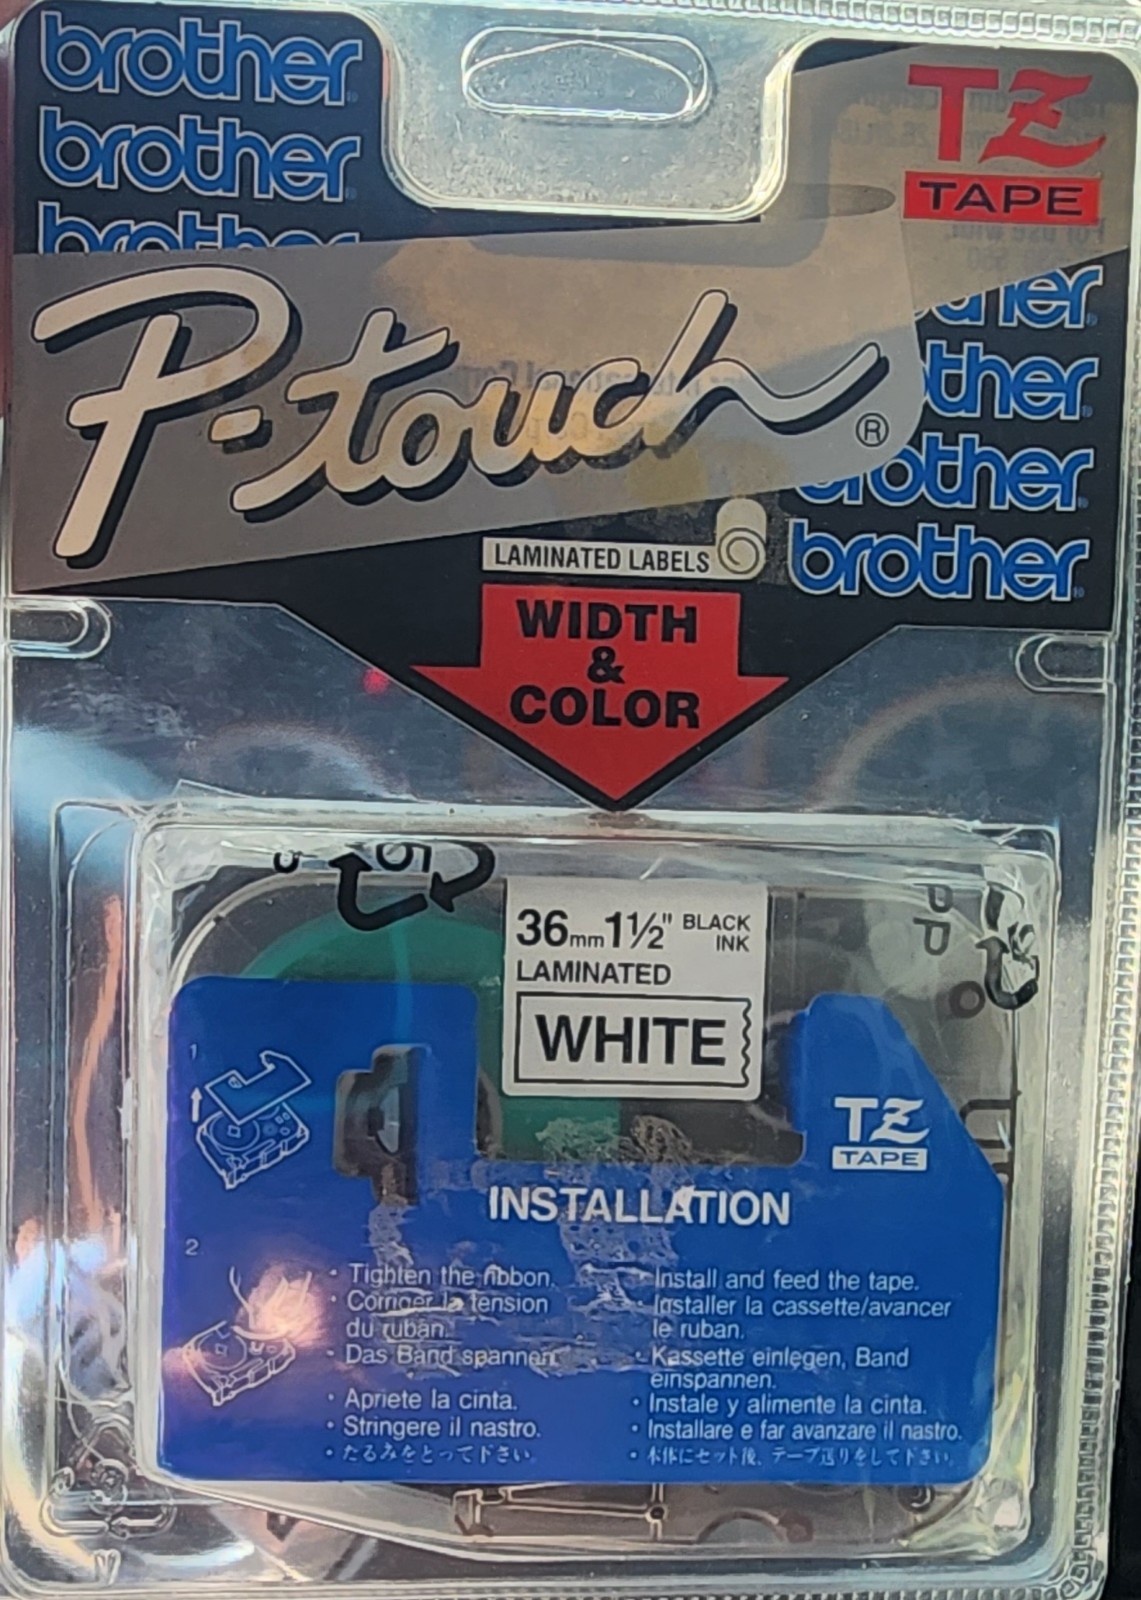 brother
brother
brother
TZ
TAPE
P-touch®
brother
brother
brother
brother
LAMINATED LABELS
WIDTH
&
COLOR
36mm 1½" BLACK INK
LAMINATED
WHITE
PP
TZ
TAPE
INSTALLATION
1
2
• Tighten the ribbon.
• Corriger la tension
du ruban.
• Das Band spannen
• Apriete la cinta.
• Stringere il nastro.
• たるみをとって下さい。
• Install and feed the tape.
• Installer la cassette/avancer
le ruban.
• Kassette einlegen, Band
einspannen.
• Instale y alimente la cinta.
• Installare e far avanzare il nastro.
• 本体にセット後、テープ送りをして下さい。